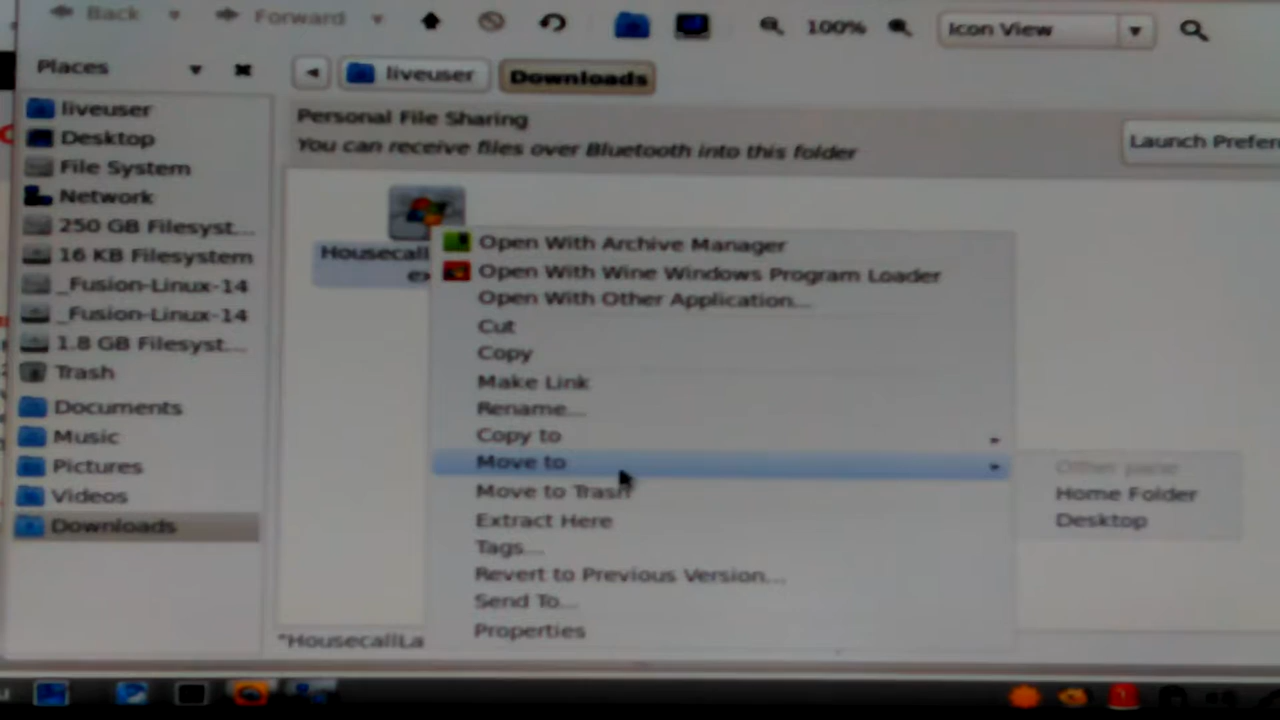 Back Forward 100% Icon View
Places liveuser Downloads
liveuser
Desktop
File System
Network
250 GB Filesyst...
16 KB Filesystem
_Fusion-Linux-14
_Fusion-Linux-14
1.8 GB Filesyst...
Trash
Documents
Music
Pictures
Videos
Downloads
Personal File Sharing
You can receive files over Bluetooth into this folder
Launch Prefer
Housecall
ex
Open With Archive Manager
Open With Wine Windows Program Loader
Open With Other Application...
Cut
Copy
Make Link
Rename...
Copy to
Move to
Move to Trash
Extract Here
Tags...
Revert to Previous Version...
Send To...
Properties
Other pane
Home Folder
Desktop
"HousecallLa